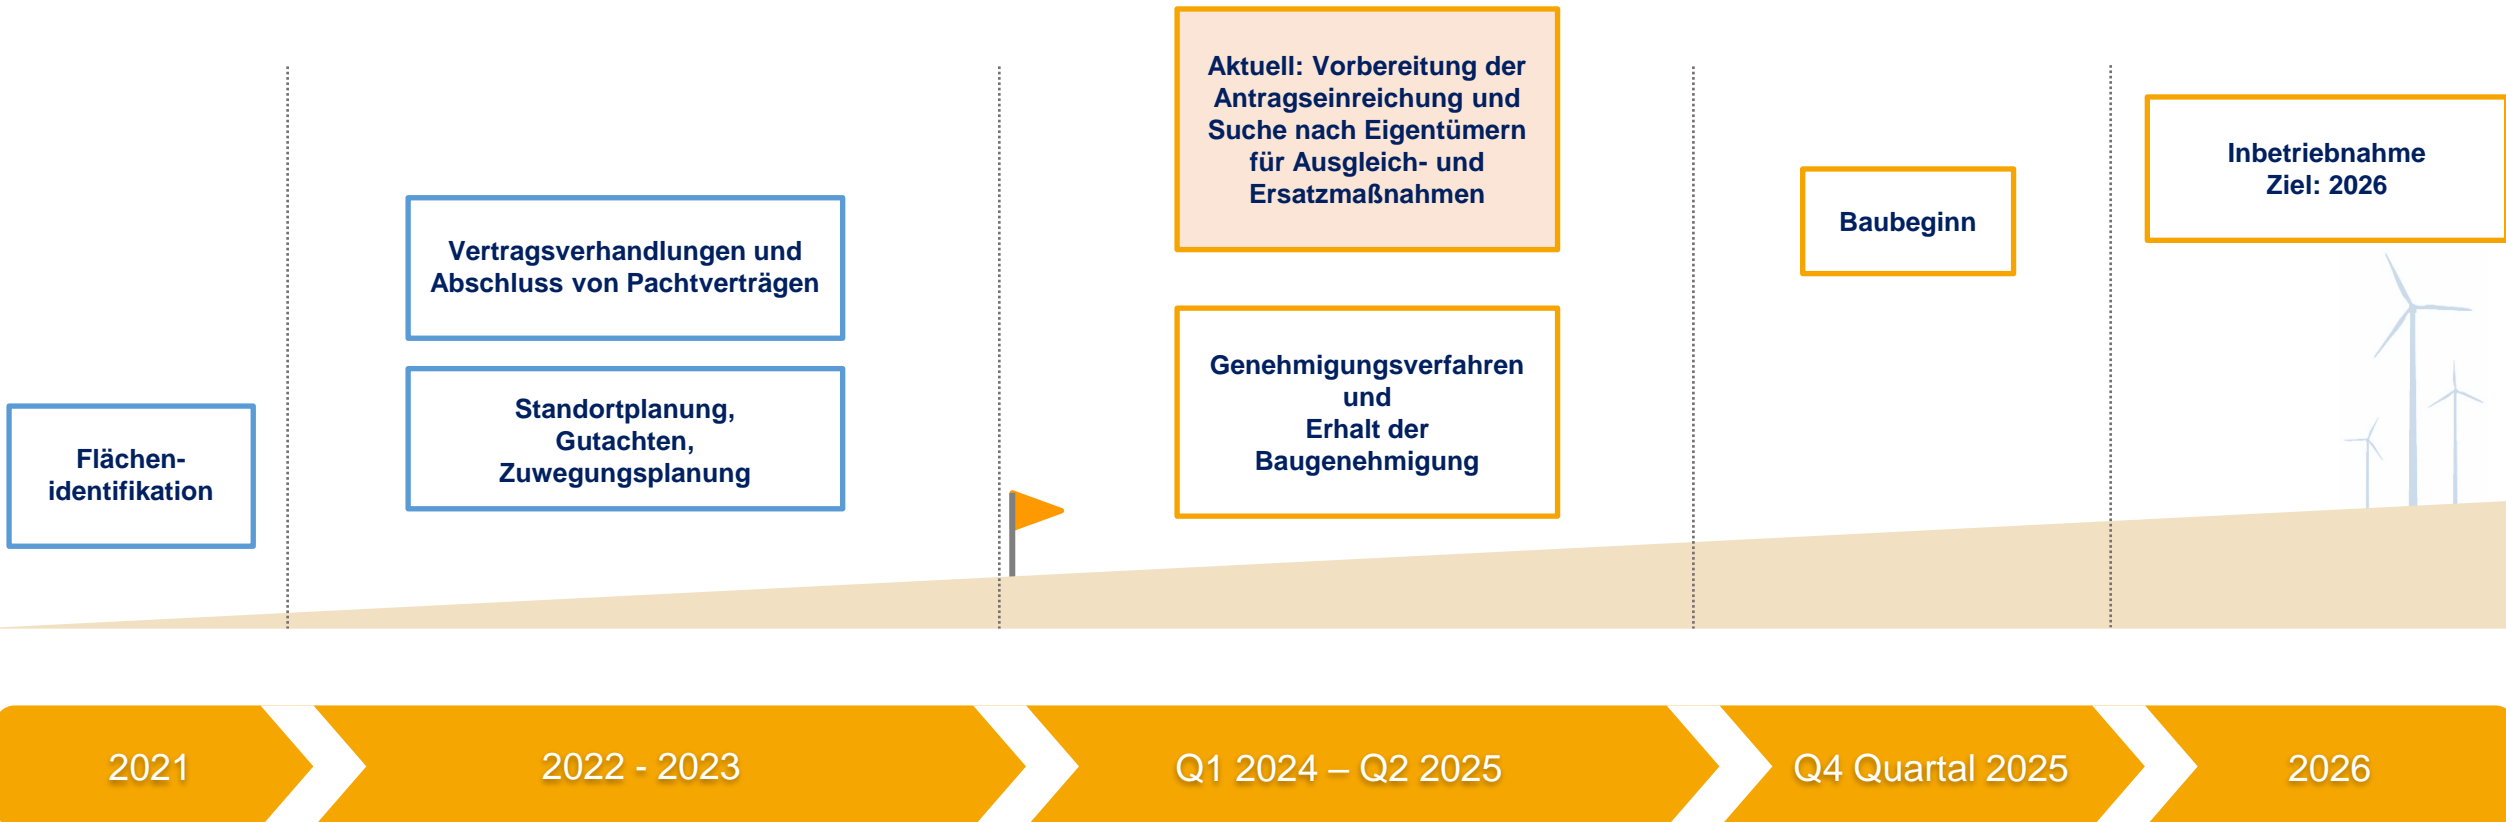 Flächen-
identifikation
Vertragsverhandlungen und
Abschluss von Pachtverträgen
Standortplanung,
Gutachten,
Zuwegungsplanung
Aktuell: Vorbereitung der
Antragseinreichung und
Suche nach Eigentümern
für Ausgleich- und
Ersatzmaßnahmen
Genehmigungsverfahren
und
Erhalt der
Baugenehmigung
Baubeginn
Inbetriebnahme
Ziel: 2026
2021
2022 - 2023
Q1 2024 – Q2 2025
Q4 Quartal 2025
2026